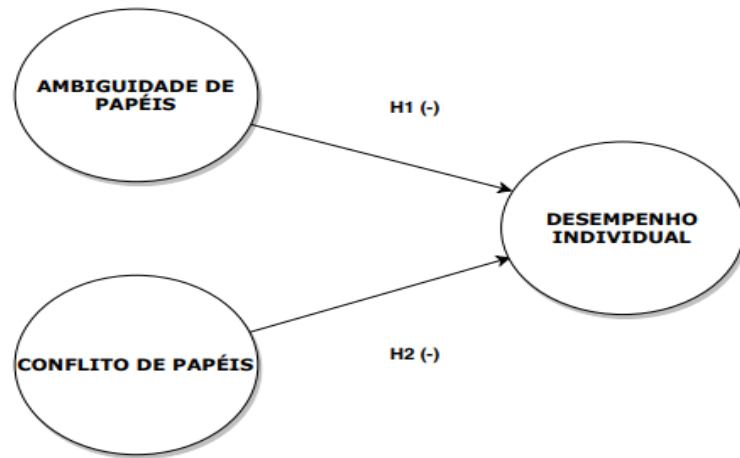 AMBIGUIDADE DE
PAPÉIS
H1 (-)
DESEMPENHO
INDIVIDUAL
CONFLITO DE PAPÉIS
H2 (-)